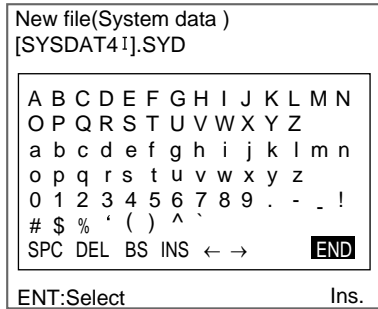 New file(System data )
[SYSDAT4I].SYD
A B C D E F G H I J K L M N
O P Q R S T U V W X Y Z
a b c d e f g h i j k l m n
o p q r s t u v w x y z
0 1 2 3 4 5 6 7 8 9 . - _ !
# $ % ‘ ( ) ^ `
SPC DEL BS INS ← → END
ENT:Select Ins.